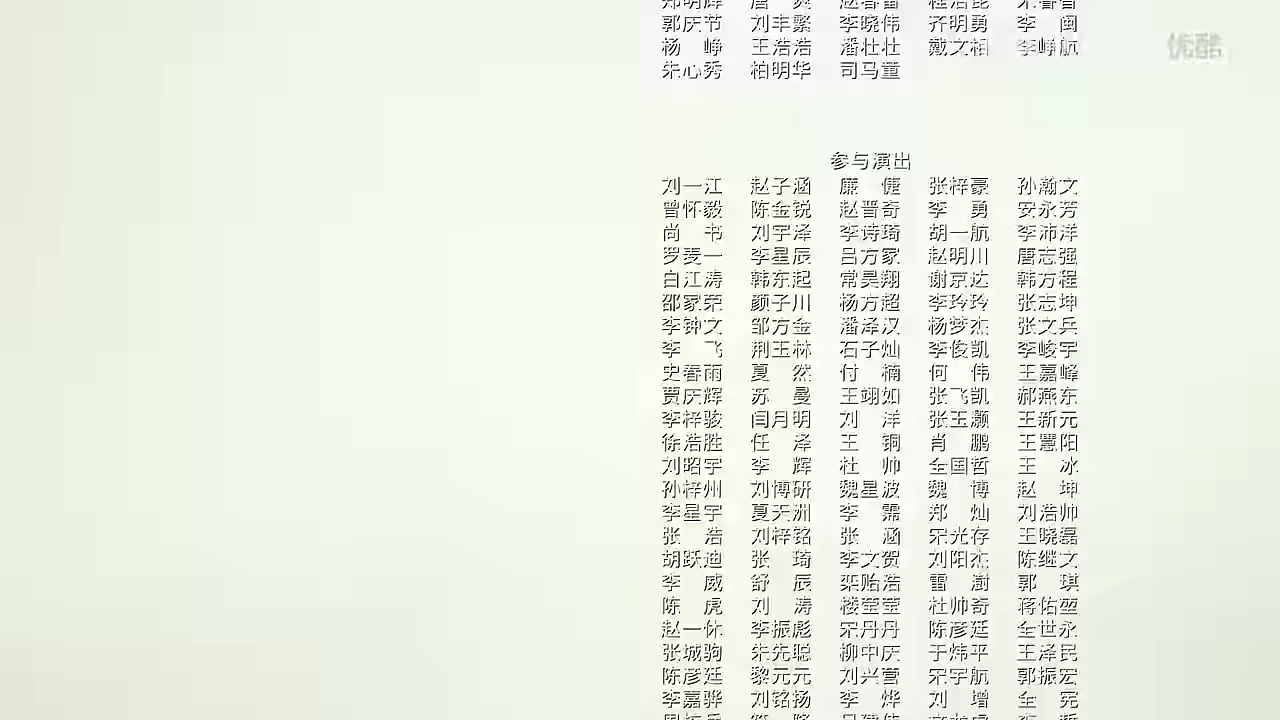 郭庆节 刘丰繁 李晓伟 齐明勇 李 闽
优酷
杨 峥 王浩浩 潘壮壮 戴文相 李峥航
朱心秀 柏明华 司马童
参与演出
刘一江 赵子涵 廉 倢 张梓豪 孙瀚文
曾怀毅 陈金锐 赵晋奇 李 勇 安永芳
尚 书 刘宇泽 李诗琦 胡一航 李沛洋
罗菱一 李星辰 吕方家 赵明川 唐志强
白江涛 韩东起 常昊翔 谢京达 韩方程
邵家荣 颜子川 杨方超 李玲玲 张志坤
李钟文 邹方金 潘泽汉 杨梦杰 张文兵
李 飞 荆玉林 石子灿 李俊凯 李峻宇
史春雨 夏 然 付 楠 何 伟 王嘉峰
贾庆辉 苏 曼 王翊如 张飞凯 郝燕东
李梓骏 闫月明 刘 洋 张玉灏 王新元
徐浩胜 任 泽 王 铜 肖 鹏 王慧阳
刘昭宇 李 辉 杜 帅 全国哲 王 冰
孙梓州 刘博研 魏星波 魏 博 赵 坤
李星宇 夏天洲 李 霈 郑 灿 刘浩帅
张 浩 刘梓铭 张 涵 宋光存 王晓磊
胡跃迪 张 琦 李文贺 刘阳杰 陈继文
李 威 舒 辰 栾贻浩 雷 澍 郭 琪
陈 虎 刘 涛 楼莹莹 杜帅奇 蒋佑堃
赵一休 李振彪 宋丹丹 陈彦廷 全世永
张城驹 朱先聪 柳中庆 于炜平 王泽民
陈彦廷 黎元元 刘兴营 宋宇航 郭振宏
李嘉骅 刘铭扬 李 烨 刘 增 全 宪